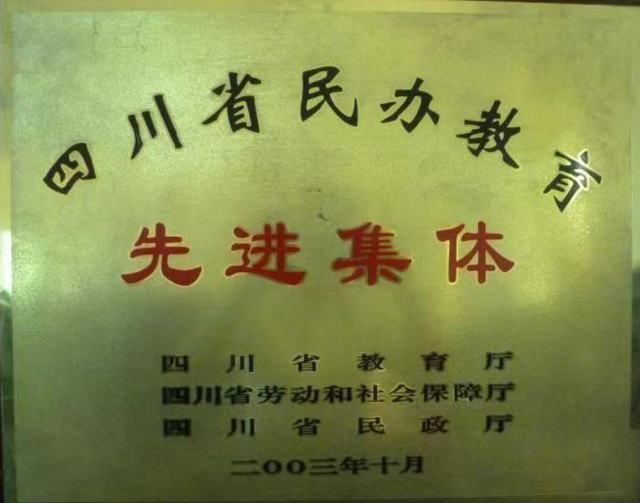 四川省民办教育
先进集体
四川省教育厅
四川省劳动和社会保障厅
四川省民政厅
二〇〇三年十月